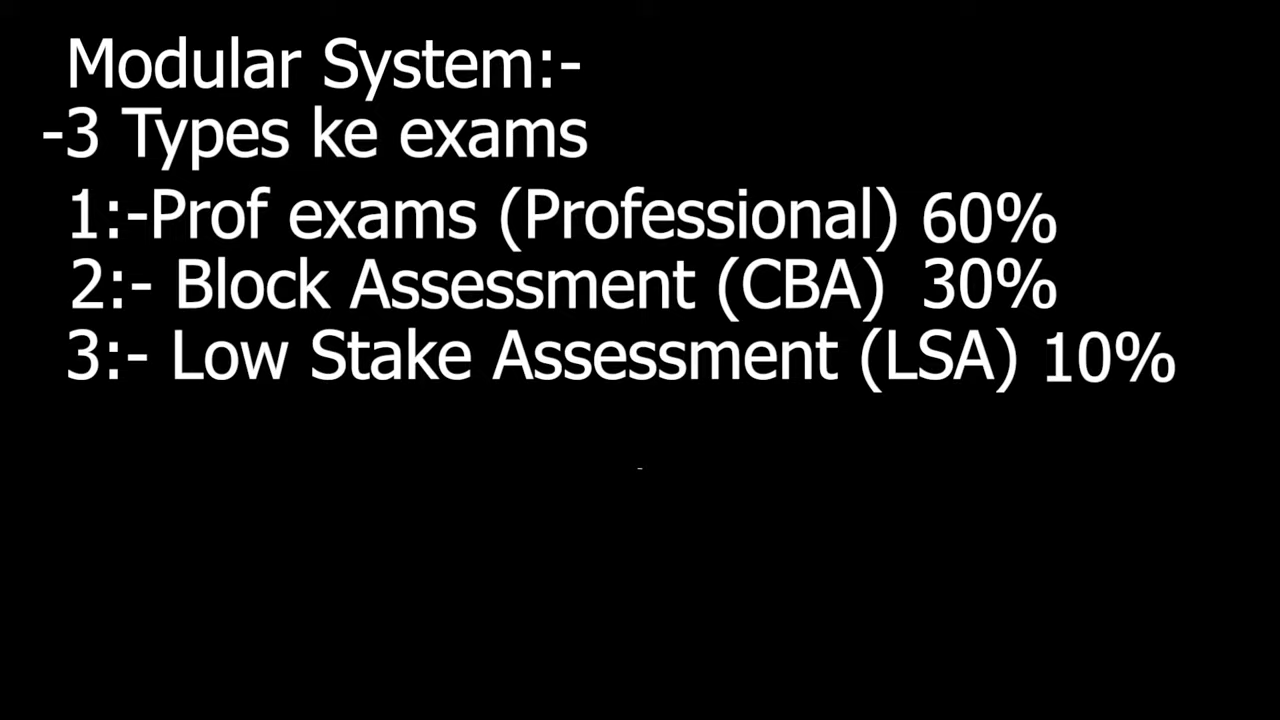 Modular System:-
-3 Types ke exams
1:-Prof exams (Professional) 60%
2:- Block Assessment (CBA) 30%
3:- Low Stake Assessment (LSA) 10%
-